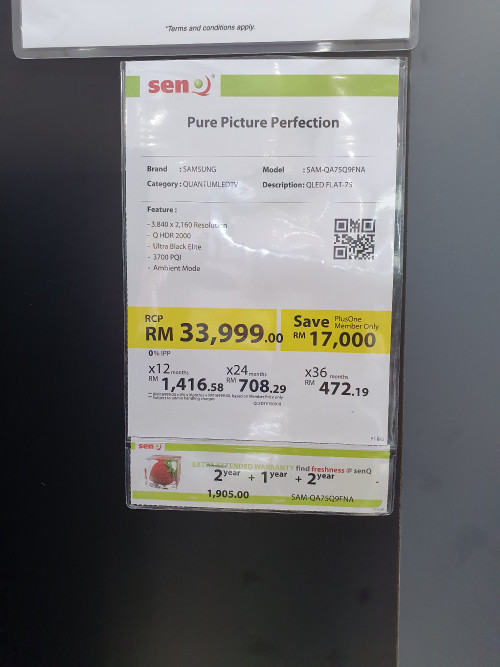 *Terms and conditions apply.
senQ
Pure Picture Perfection
Brand : SAMSUNG Model : SAM-QA75Q9FNA
Category : QUANTUMLEDTV Description : QLED FLAT-75
Feature :
- 3,840 x 2,160 Resolution
- Q HDR 2000
- Ultra Black Elite
- 3700 PQI
- Ambient Mode
RCP
RM 33,999.00
Save PlusOne Member Only
RM 17,000
0% IPP
x12 months
RM 1,416.58
x24 months
RM 708.29
x36 months
RM 472.19
senQ
EXTRA EXTENDED WARRANTY find freshness @ senQ
2 year + 1 year + 2 year
1,905.00 SAM-QA75Q9FNA